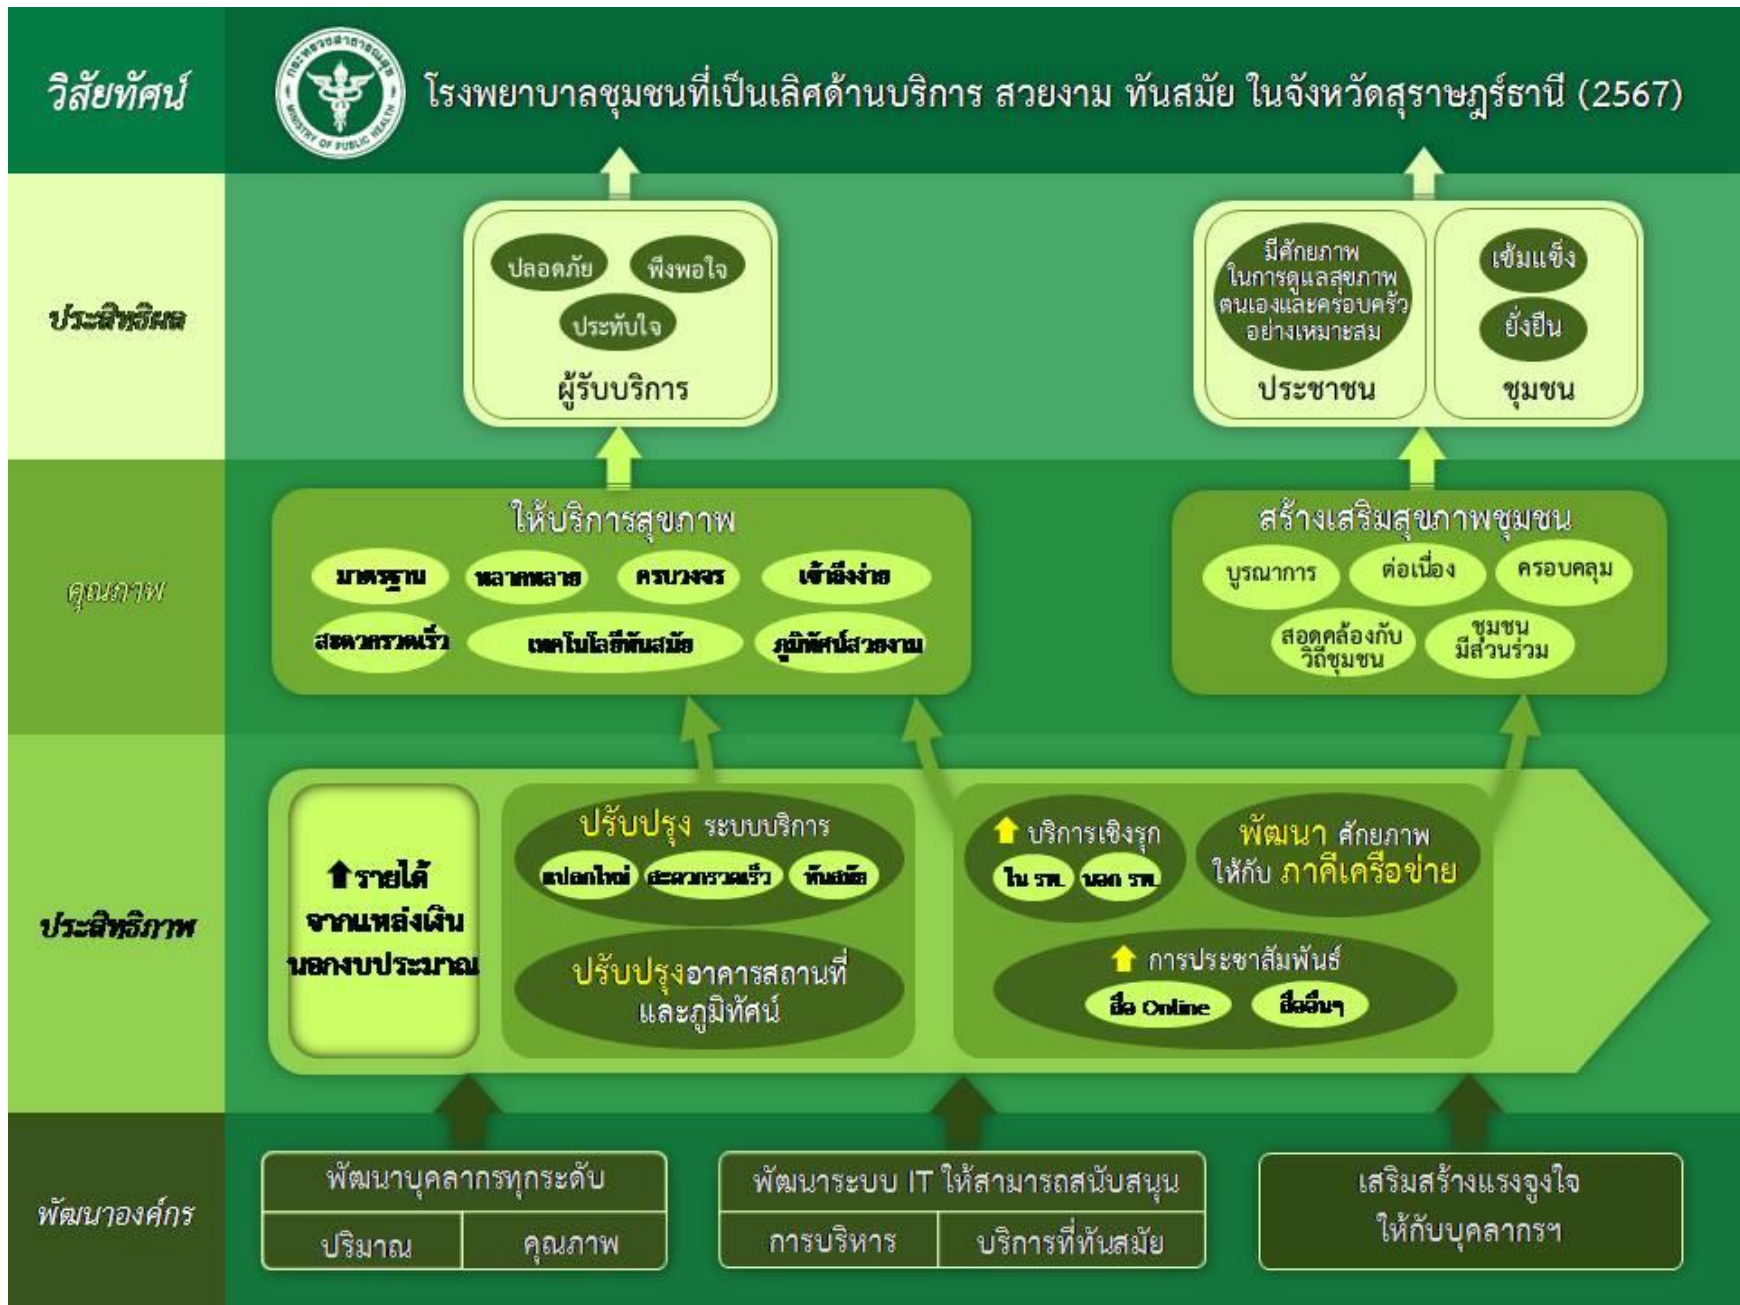 วิสัยทัศน์
กระทรวงสาธารณสุข
MINISTRY OF PUBLIC HEALTH
โรงพยาบาลชุมชนที่เป็นเลิศด้านบริการ สวยงาม ทันสมัย ในจังหวัดสุราษฎร์ธานี (2567)
ประสิทธิผล
ปลอดภัย
พึงพอใจ
ประทับใจ
ผู้รับบริการ
มีศักยภาพ
ในการดูแลสุขภาพ
ตนเองและครอบครัว
อย่างเหมาะสม
ประชาชน
เข้มแข็ง
ยั่งยืน
ชุมชน
คุณภาพ
ให้บริการสุขภาพ
มาตรฐาน
หลากหลาย
ครบวงจร
เข้าถึงง่าย
สะดวกรวดเร็ว
เทคโนโลยีทันสมัย
ภูมิทัศน์สวยงาม
สร้างเสริมสุขภาพชุมชน
บูรณาการ
ต่อเนื่อง
ครอบคลุม
สอดคล้องกับ
วิถีชุมชน
ชุมชน
มีส่วนร่วม
ประสิทธิภาพ
รายได้
จากแหล่งเงิน
นอกงบประมาณ
ปรับปรุง ระบบบริการ
แปลกใหม่
สะดวกรวดเร็ว
ทันสมัย
ปรับปรุงอาคารสถานที่
และภูมิทัศน์
บริการเชิงรุก
ใน รพ.
นอก รพ.
พัฒนา ศักยภาพ
ให้กับ ภาคีเครือข่าย
การประชาสัมพันธ์
สื่อ Online
สื่ออื่นๆ
พัฒนาองค์กร
พัฒนาบุคลากรทุกระดับ
ปริมาณ
คุณภาพ
พัฒนาระบบ IT ให้สามารถสนับสนุน
การบริหาร
บริการที่ทันสมัย
เสริมสร้างแรงจูงใจ
ให้กับบุคลากรฯ